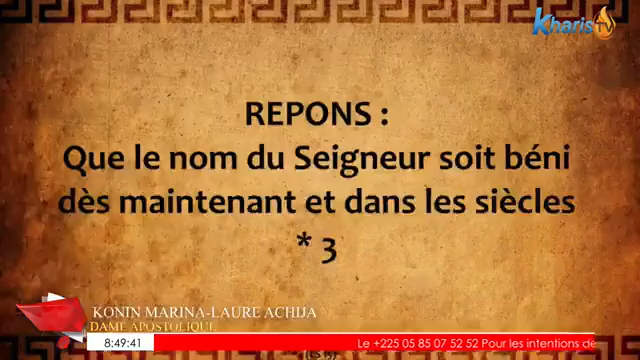 Kharis TV
REPONS :
Que le nom du Seigneur soit béni
dès maintenant et dans les siècles
* 3
KONIN MARINA-LAURE ACHIJA
DAME APOSTOLIQUE
8:49:41
Le +225 05 85 07 52 52 Pour les intentions de